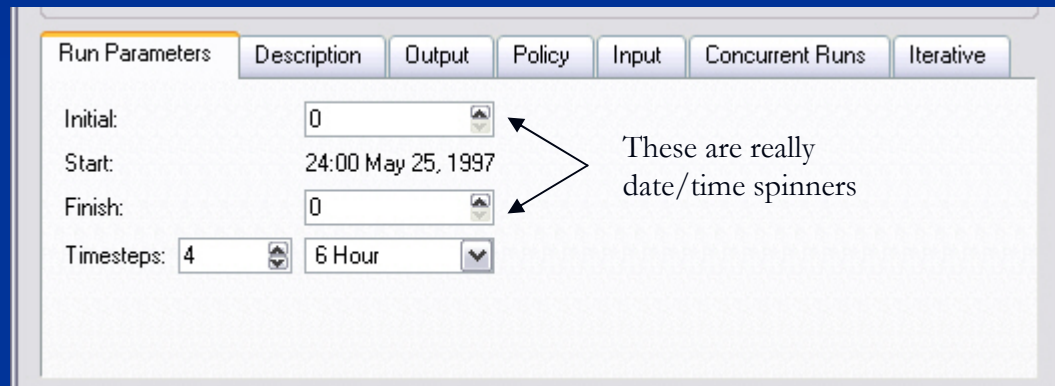 Run Parameters Description Output Policy Input Concurrent Runs Iterative
Initial: 0
Start: 24:00 May 25, 1997
Finish: 0
Timesteps: 4 6 Hour
These are really
date/time spinners